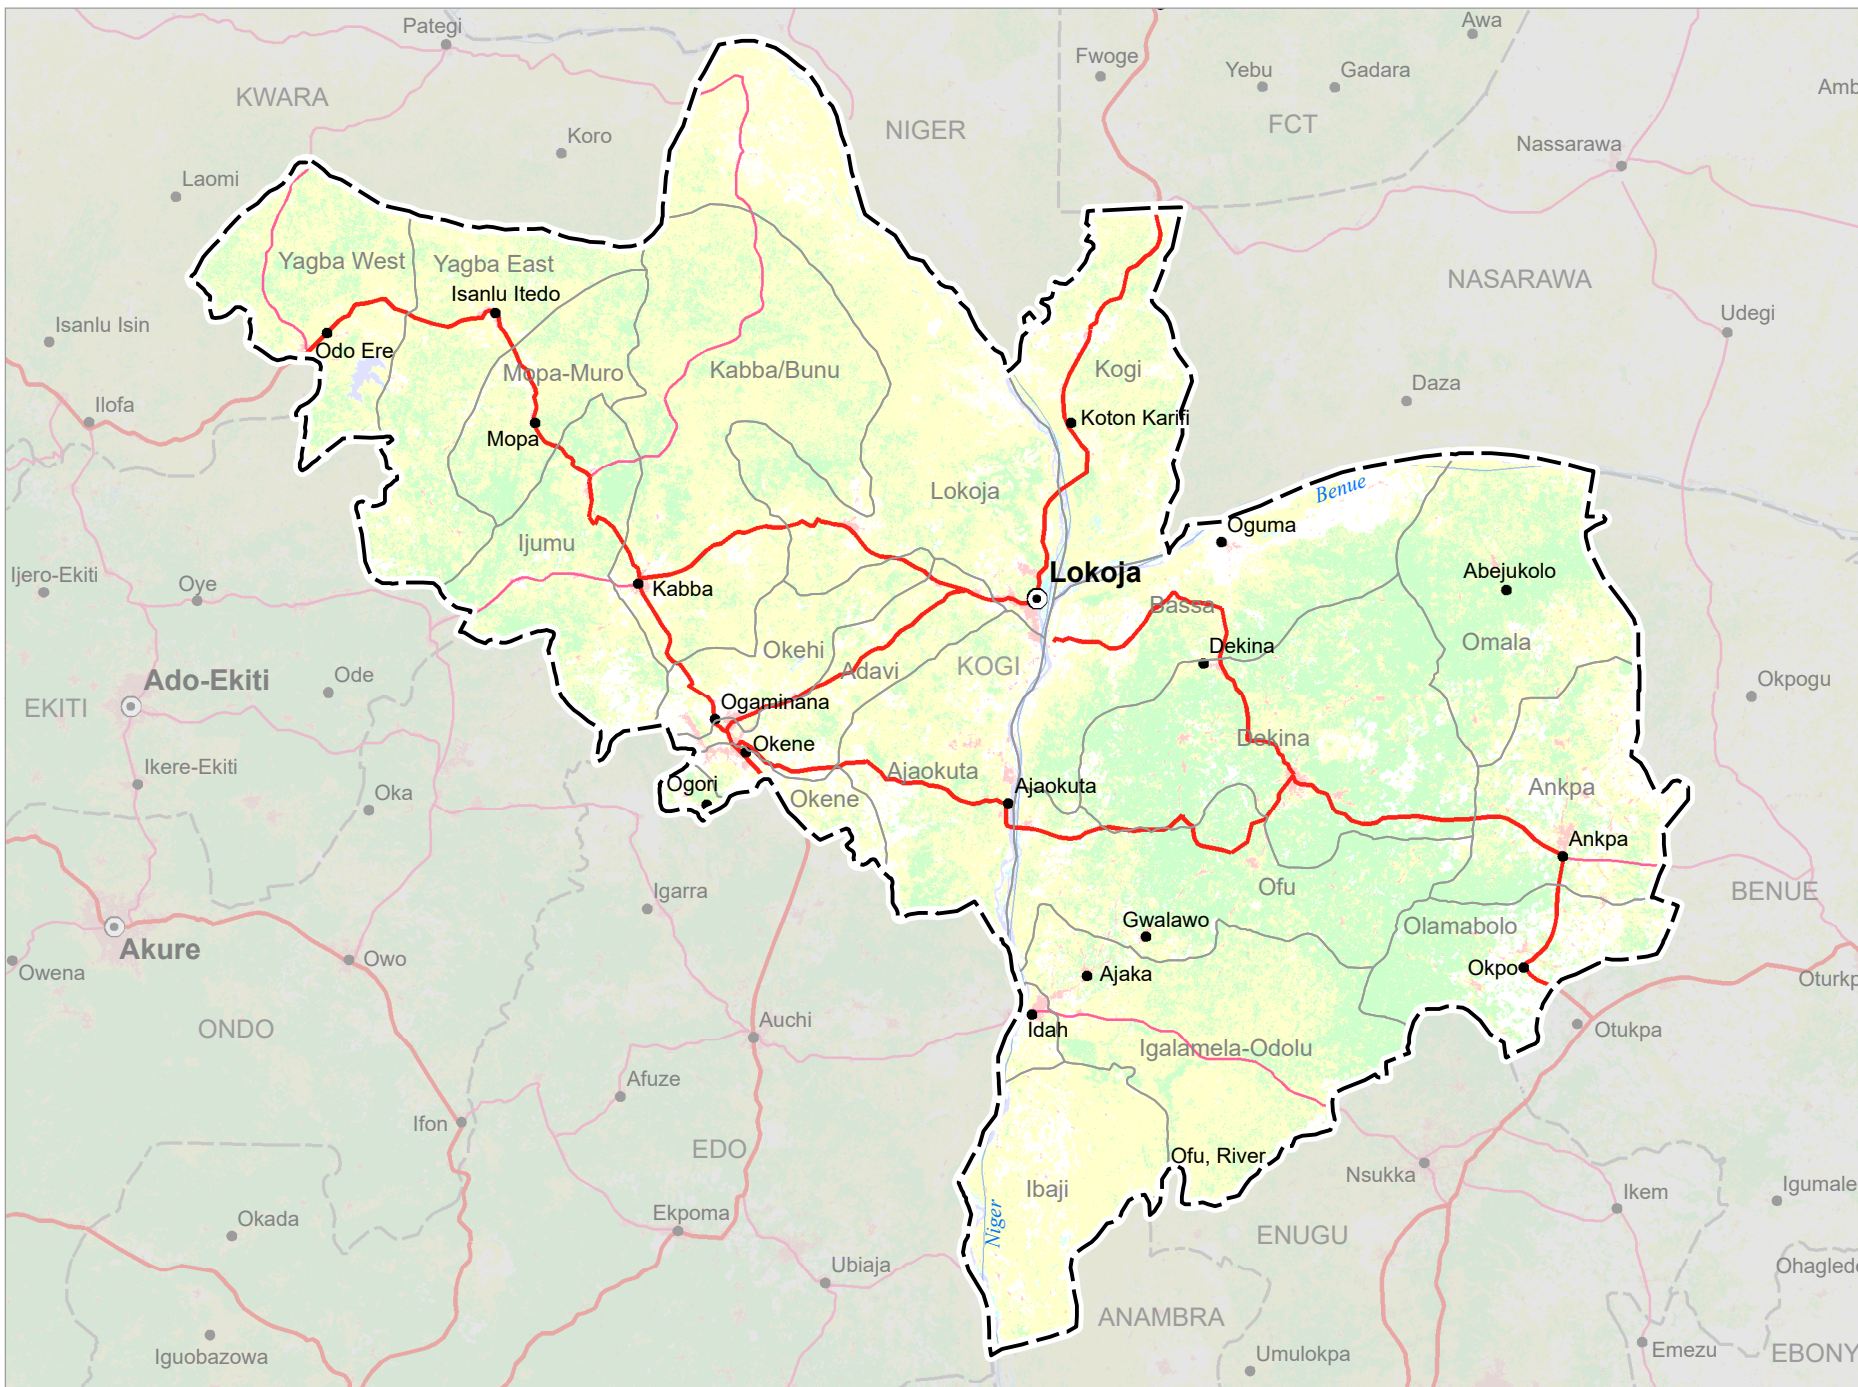 Pategi
Awa
Fwoge
Yebu
Gadara
Amb
KWARA
NIGER
FCT
Koro
Nassarawa
Laomi
Yagba West
Yagba East
NASARAWA
Isanlu Itedo
Isanlu Isin
Udegi
Odo Ere
Mopa-Muro
Kabba/Bunu
Kogi
Daza
Ilofa
Koton Karifi
Mopa
Lokoja
Benue
Oguma
Ijumu
Ijero-Ekiti
Oye
Kabba
Lokoja
Abejukolo
Bassa
Okehi
Adavi
KOGI
Dekina
Omala
Ado-Ekiti
Ode
EKITI
Okpogu
Ogaminana
Okene
Dekina
Ikere-Ekiti
Oka
Ogori
Okene
Ajaokuta
Ajaokuta
Ankpa
Ankpa
Igarra
Ofu
BENUE
Gwalawo
Olamabolo
Akure
Owo
Owena
Ajaka
Okpo
Oturkp
ONDO
Auchi
Idah
Otukpa
Igalamela-Odolu
Afuze
Ifon
EDO
Ofu, River
Nsukka
Ibaji
Ikem
Igumale
Okada
Ekpoma
Niger
ENUGU
Ubiaja
Ohaglede
ANAMBRA
Iguobazowa
Umulokpa
Emezu
EBONY